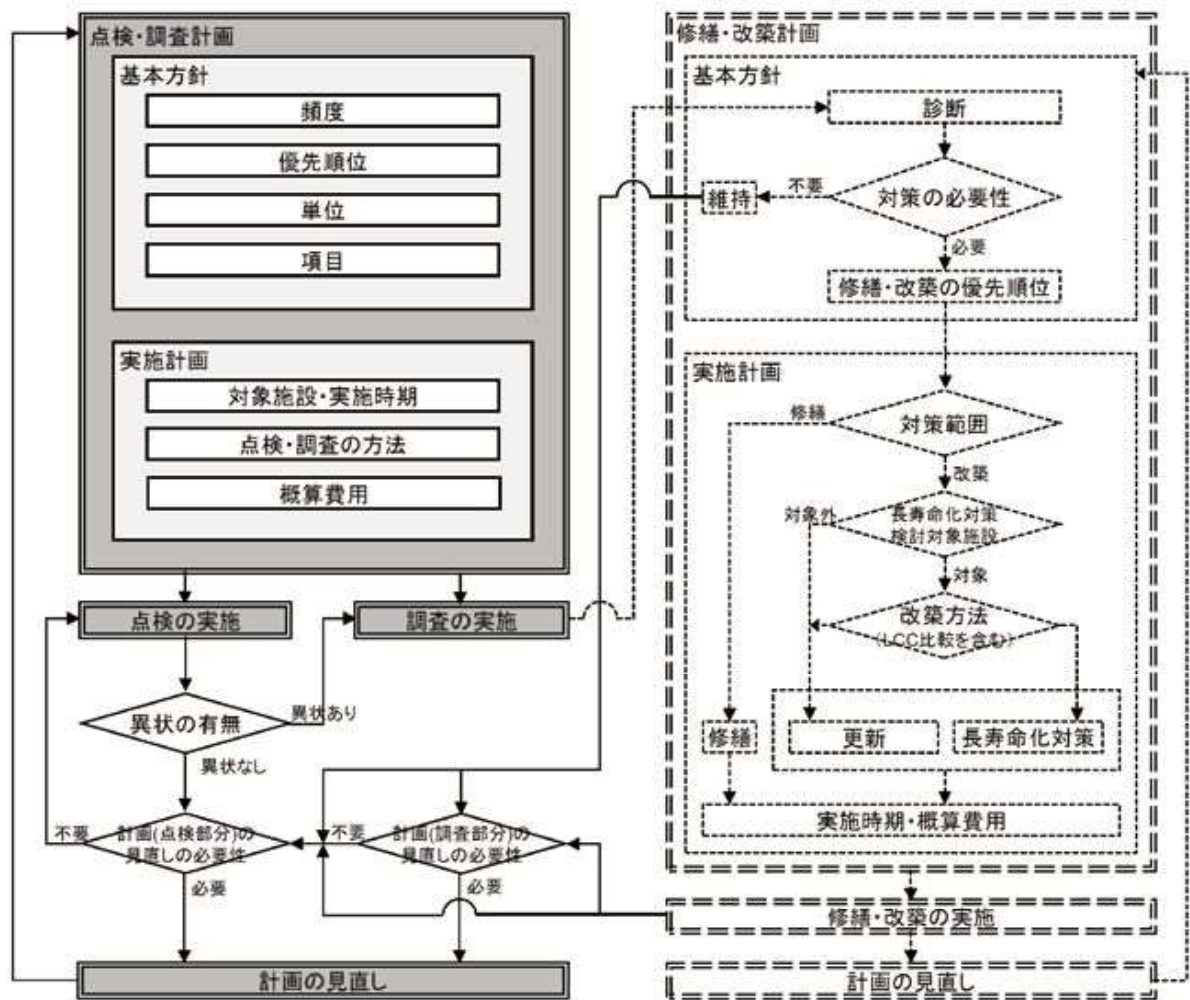 点検・調査計画
基本方針
頻度
優先順位
単位
項目
実施計画
対象施設・実施時期
点検・調査の方法
概算費用
点検の実施
調査の実施
異状の有無
異状あり
異状なし
不要
計画(点検部分)の
見直しの必要性
必要
不要
計画(調査部分)の
見直しの必要性
必要
計画の見直し
修繕・改築計画
基本方針
診断
対策の必要性
不要
維持
必要
修繕・改築の優先順位
実施計画
対策範囲
修繕
改築
長寿命化対策
検討対象施設
対象外
対象
改築方法
(LCC比較を含む)
修繕
更新
長寿命化対策
実施時期・概算費用
修繕・改築の実施
計画の見直し